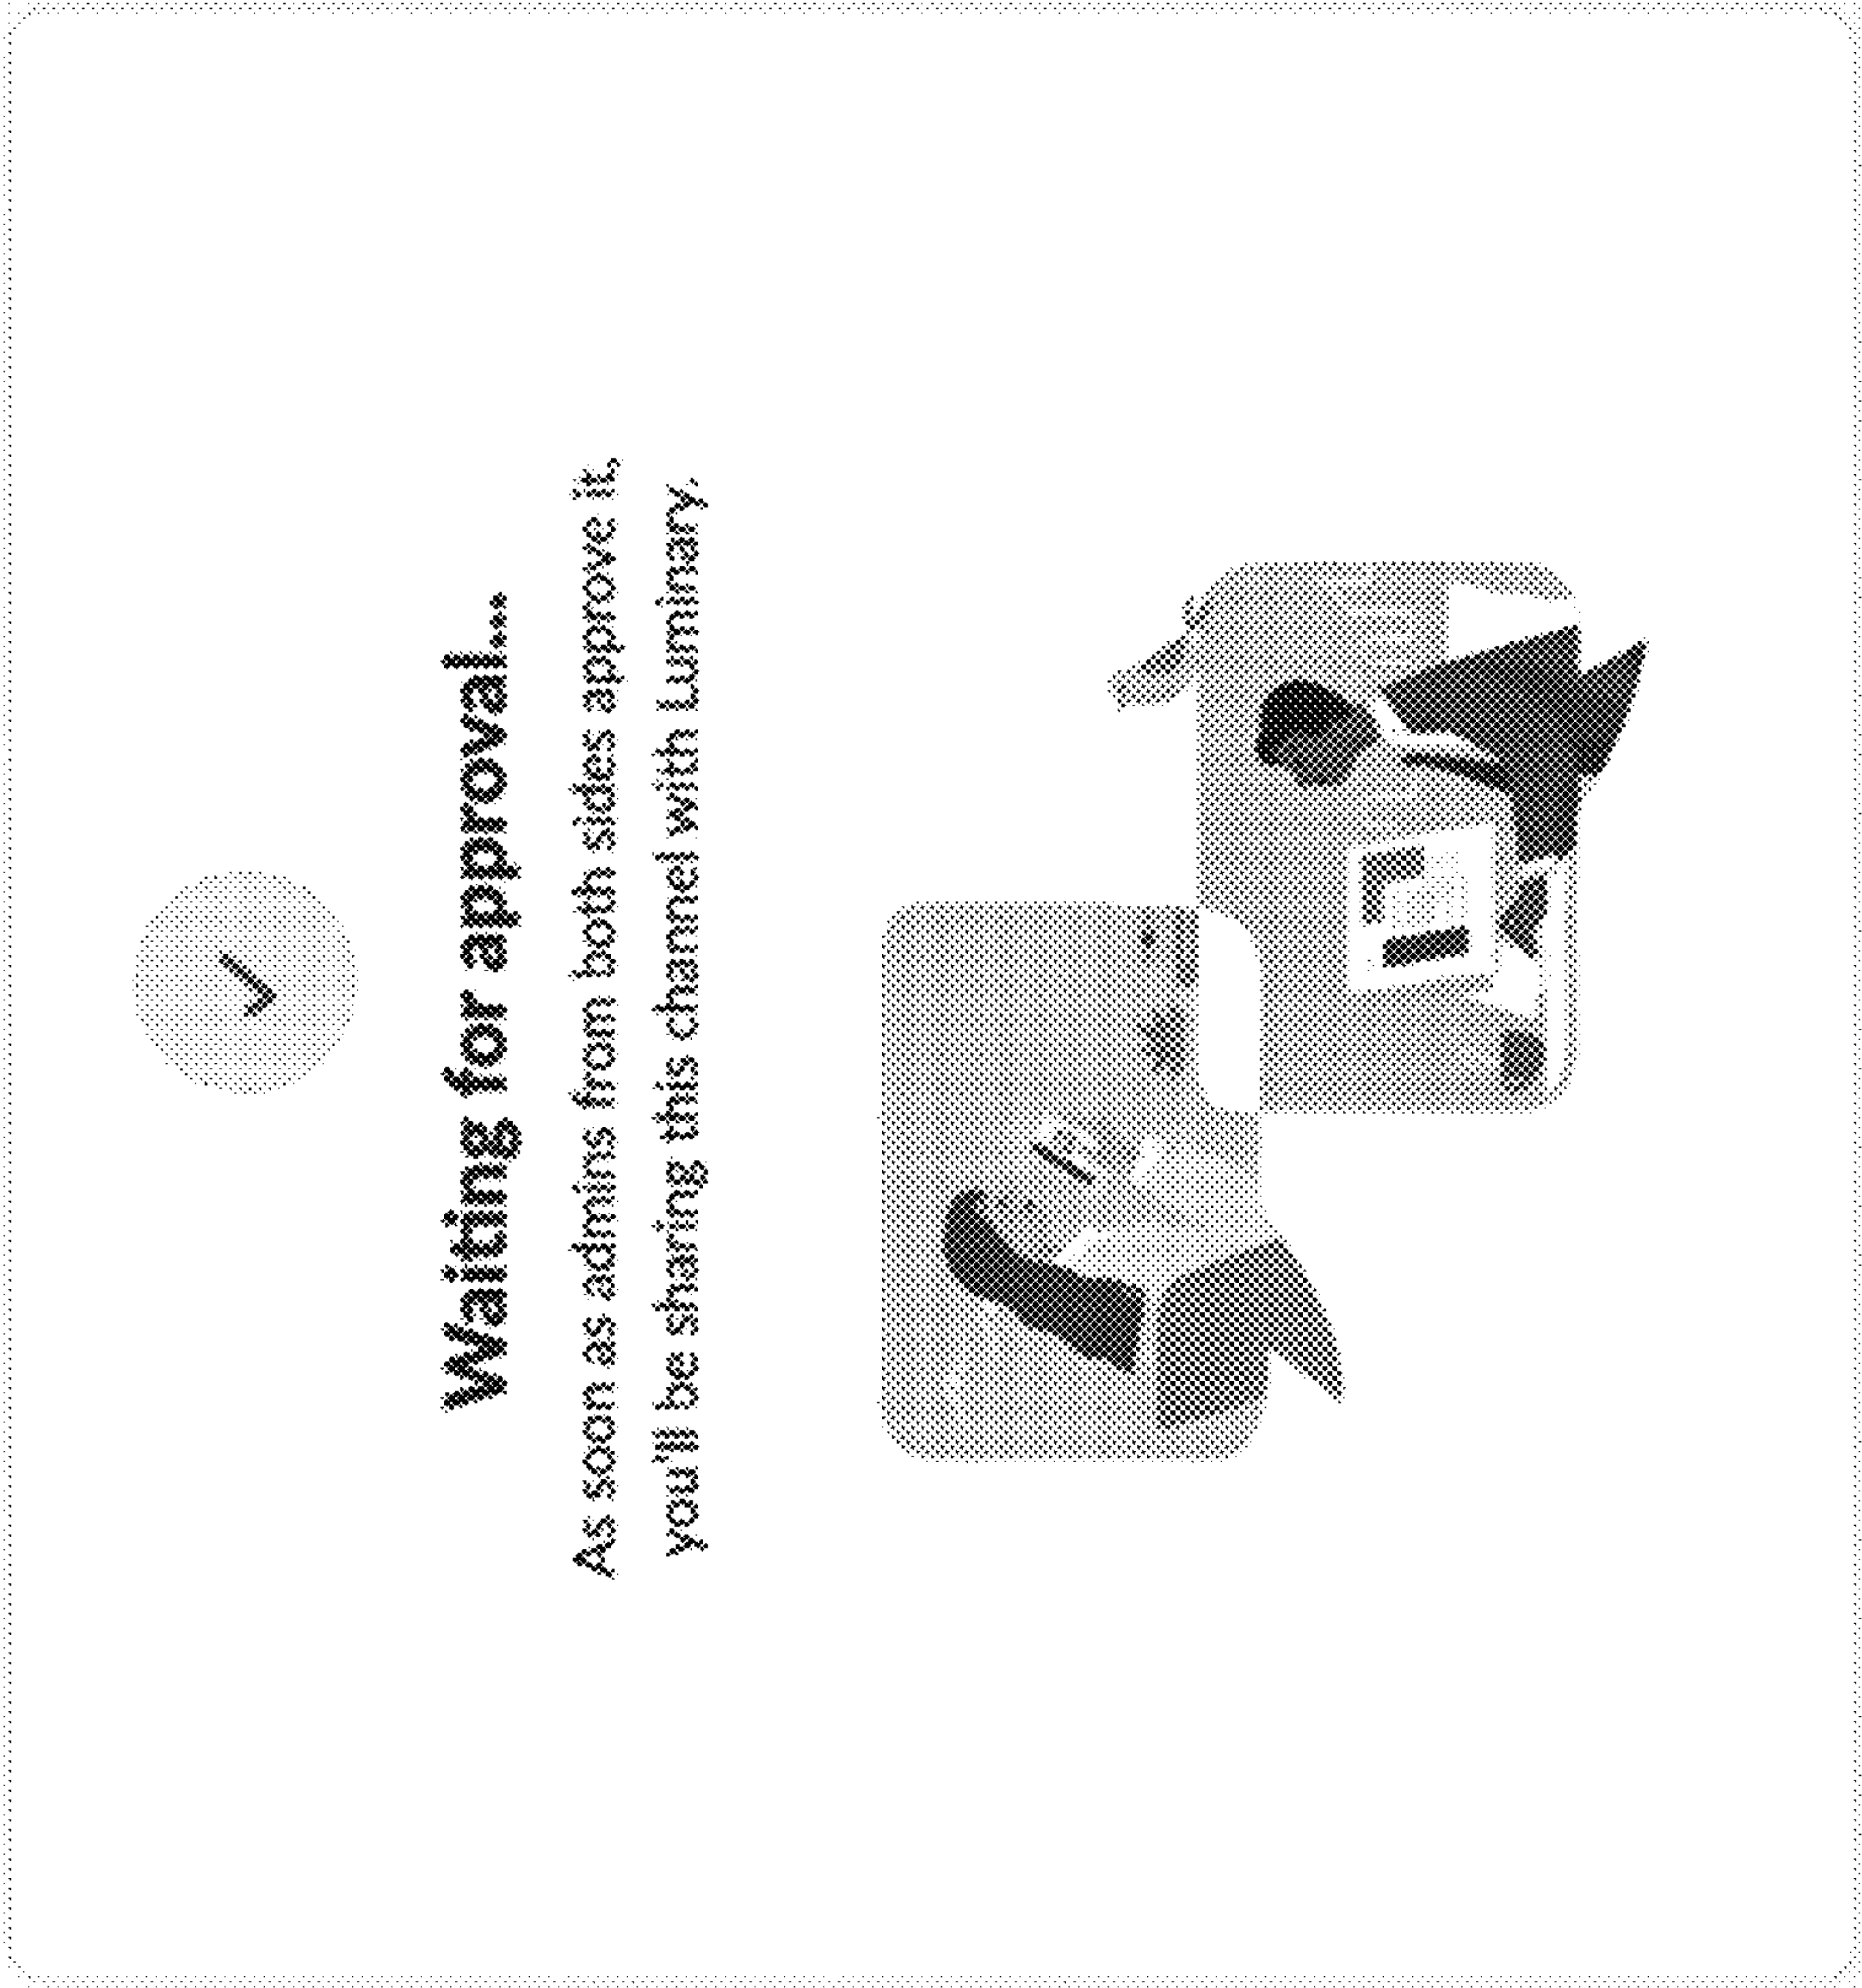 Waiting for approval...
As soon as admins from both sides approve it,
you'll be sharing this channel with Luminary.